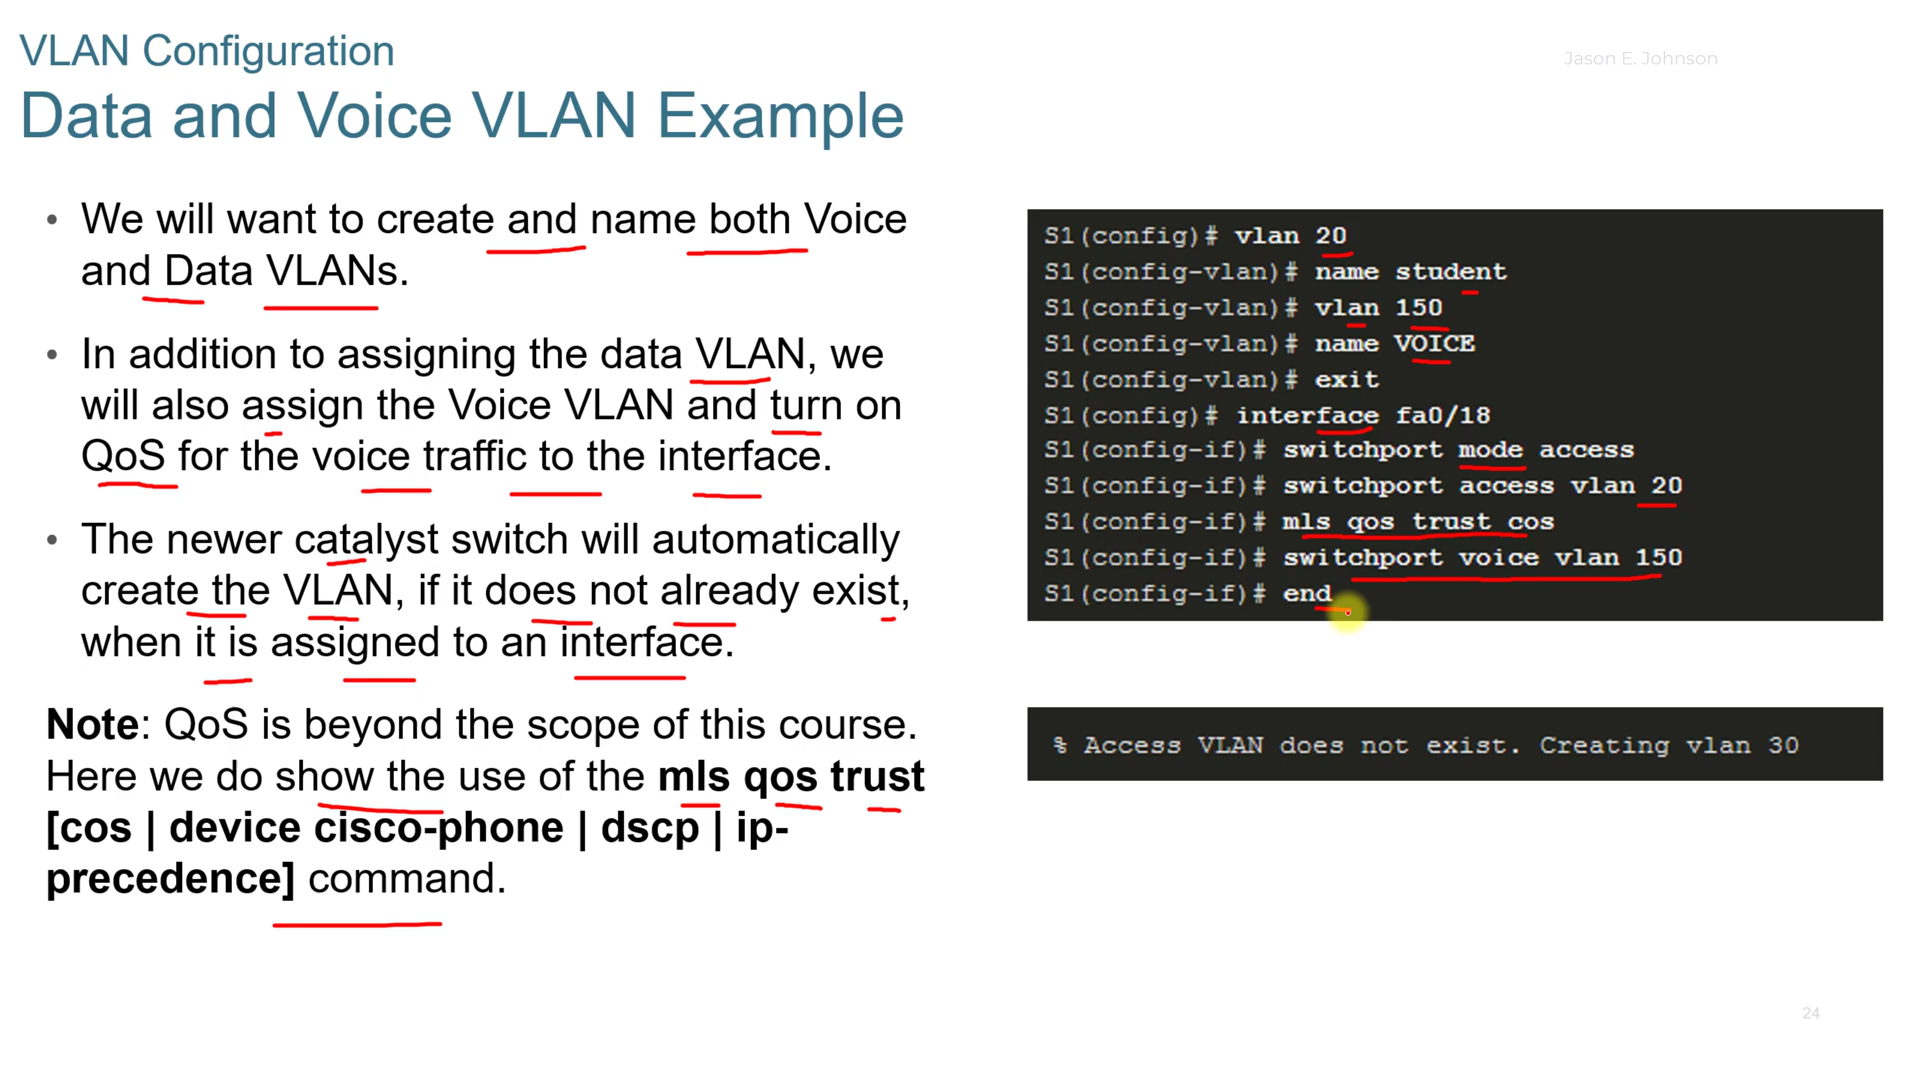 VLAN Configuration
Jason E. Johnson
Data and Voice VLAN Example
• We will want to create and name both Voice
and Data VLANs.
• In addition to assigning the data VLAN, we
will also assign the Voice VLAN and turn on
QoS for the voice traffic to the interface.
• The newer catalyst switch will automatically
create the VLAN, if it does not already exist,
when it is assigned to an interface.
Note: QoS is beyond the scope of this course.
Here we do show the use of the mls qos trust
[cos | device cisco-phone | dscp | ip-
precedence] command.
S1(config)# vlan 20
S1(config-vlan)# name student
S1(config-vlan)# vlan 150
S1(config-vlan)# name VOICE
S1(config-vlan)# exit
S1(config)# interface fa0/18
S1(config-if)# switchport mode access
S1(config-if)# switchport access vlan 20
S1(config-if)# mls qos trust cos
S1(config-if)# switchport voice vlan 150
S1(config-if)# end
% Access VLAN does not exist. Creating vlan 30
24